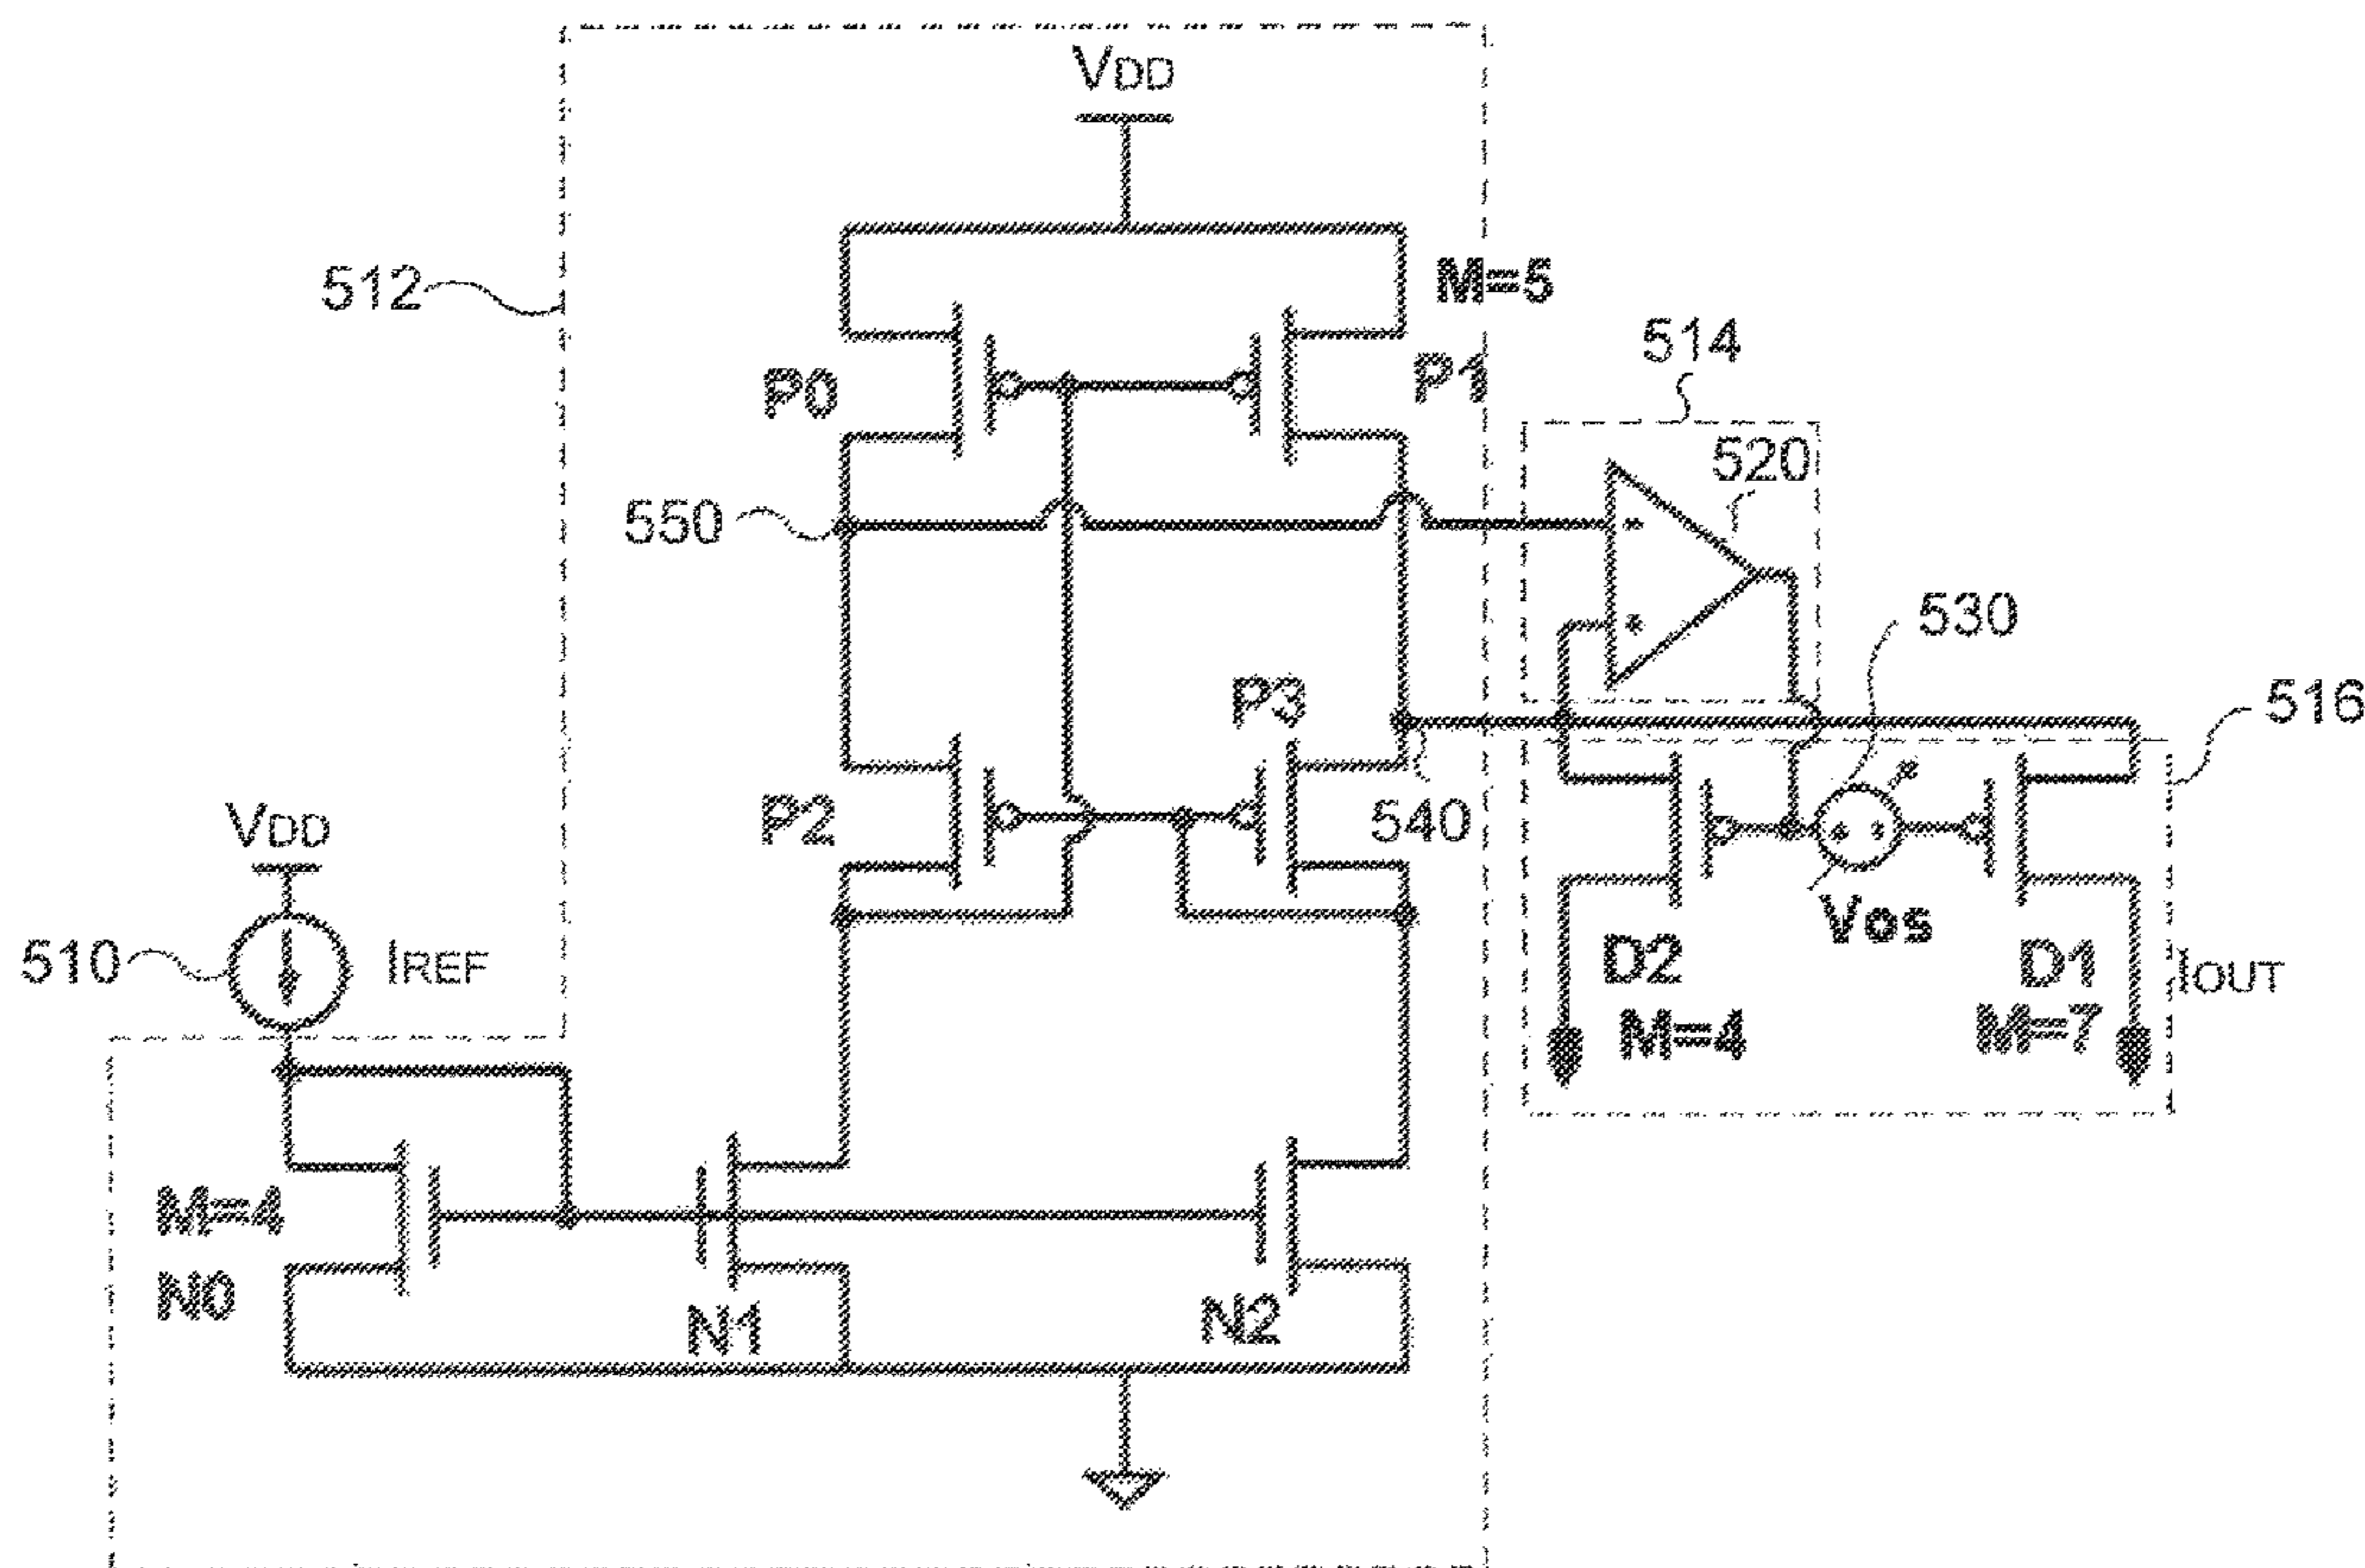 VDD
512
M=5
P0
P1
514
520
550
-
+
530
P3
516
P2
540
VDD
+ -
Vos
510
IREF
D2
D1
IOUT
M=4
M=7
M=4
N0
N1
N2